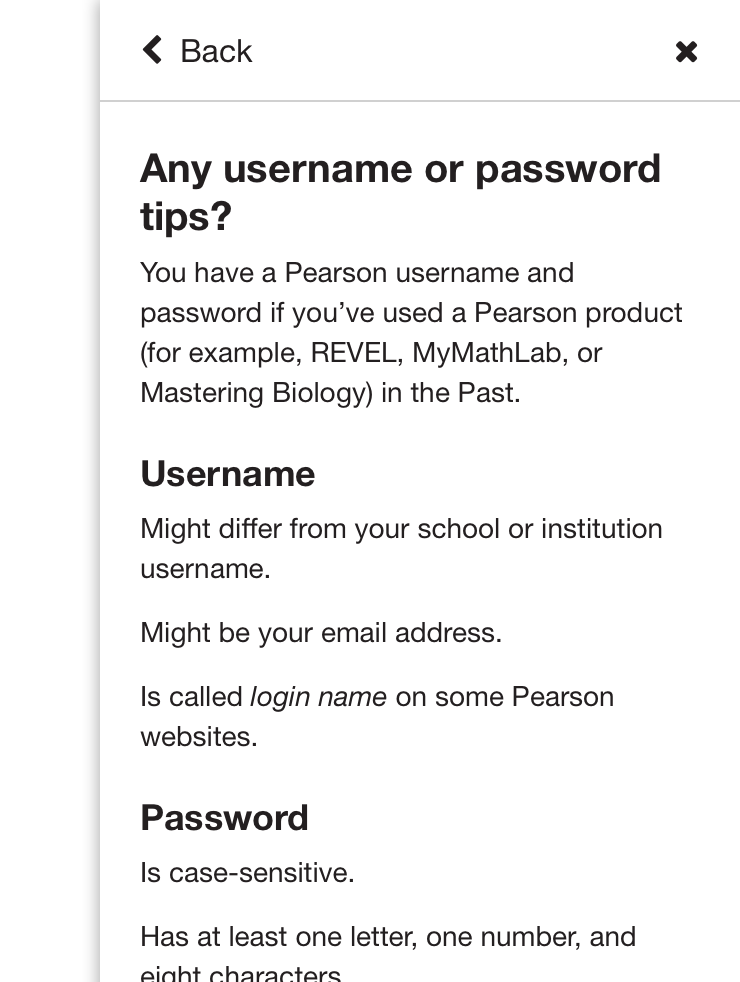 Back
Any username or password
tips?
You have a Pearson username and
password if you’ve used a Pearson product
(for example, REVEL, MyMathLab, or
Mastering Biology) in the Past.
Username
Might differ from your school or institution
username.
Might be your email address.
Is called login name on some Pearson
websites.
Password
Is case-sensitive.
Has at least one letter, one number, and
eight characters